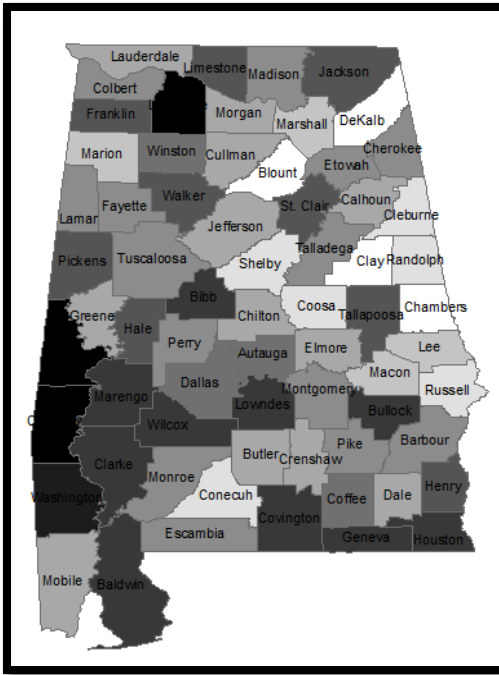 Lauderdale
Limestone
Madison
Jackson
Colbert
Franklin
Morgan
Marshall
DeKalb
Cherokee
Marion
Winston
Cullman
Blount
Etowah
Lamar
Fayette
Walker
St. Clair
Calhoun
Cleburne
Jefferson
Talladega
Pickens
Tuscaloosa
Shelby
Clay
Randolph
Bibb
Coosa
Tallapoosa
Chambers
Greene
Hale
Perry
Chilton
Autauga
Elmore
Lee
Macon
Marengo
Dallas
Lowndes
Montgomery
Bullock
Russell
Wilcox
Clarke
Butler
Crenshaw
Pike
Barbour
Washington
Monroe
Conecuh
Covington
Coffee
Dale
Henry
Escambia
Geneva
Houston
Mobile
Baldwin